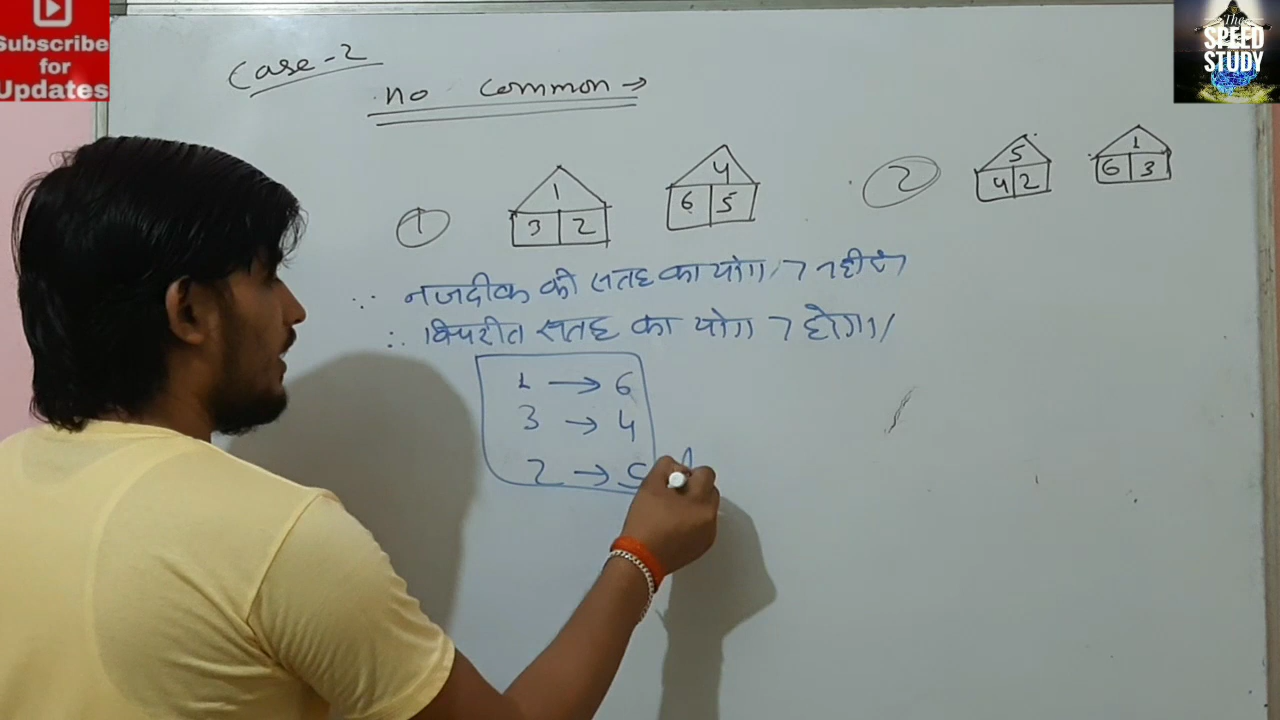 Subscribe
for
Updates
The
SPEED
STUDY
Case-2
no common →
① 1 3 2 4 6 5
② 5 4 2 1 6 3
∵ नजदीक की सतह का योग 7 नहीं है
∴ विपरीत सतह का योग 7 होगा।
1 → 6
3 → 4
2 → 5